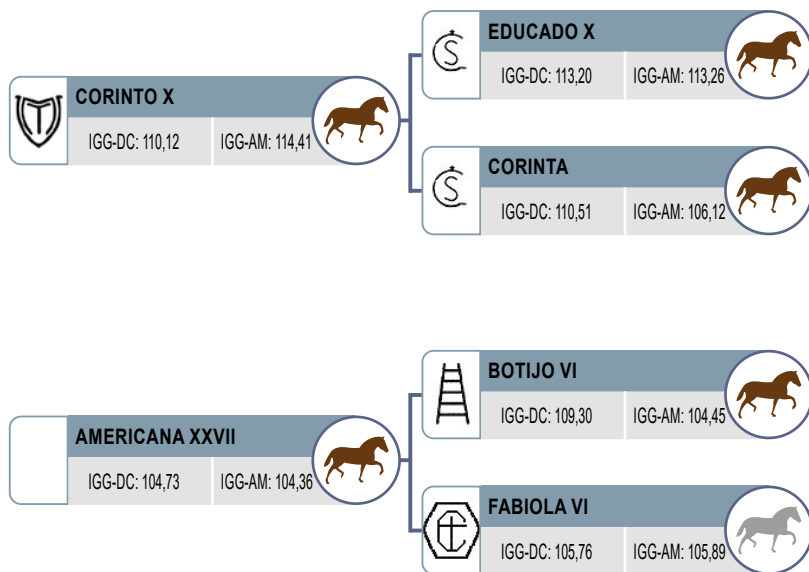 EDUCADO X
IGG-DC: 113,20 IGG-AM: 113,26
CORINTO X
IGG-DC: 110,12 IGG-AM: 114,41
CORINTA
IGG-DC: 110,51 IGG-AM: 106,12
BOTIJO VI
IGG-DC: 109,30 IGG-AM: 104,45
AMERICANA XXVII
IGG-DC: 104,73 IGG-AM: 104,36
FABIOLA VI
IGG-DC: 105,76 IGG-AM: 105,89